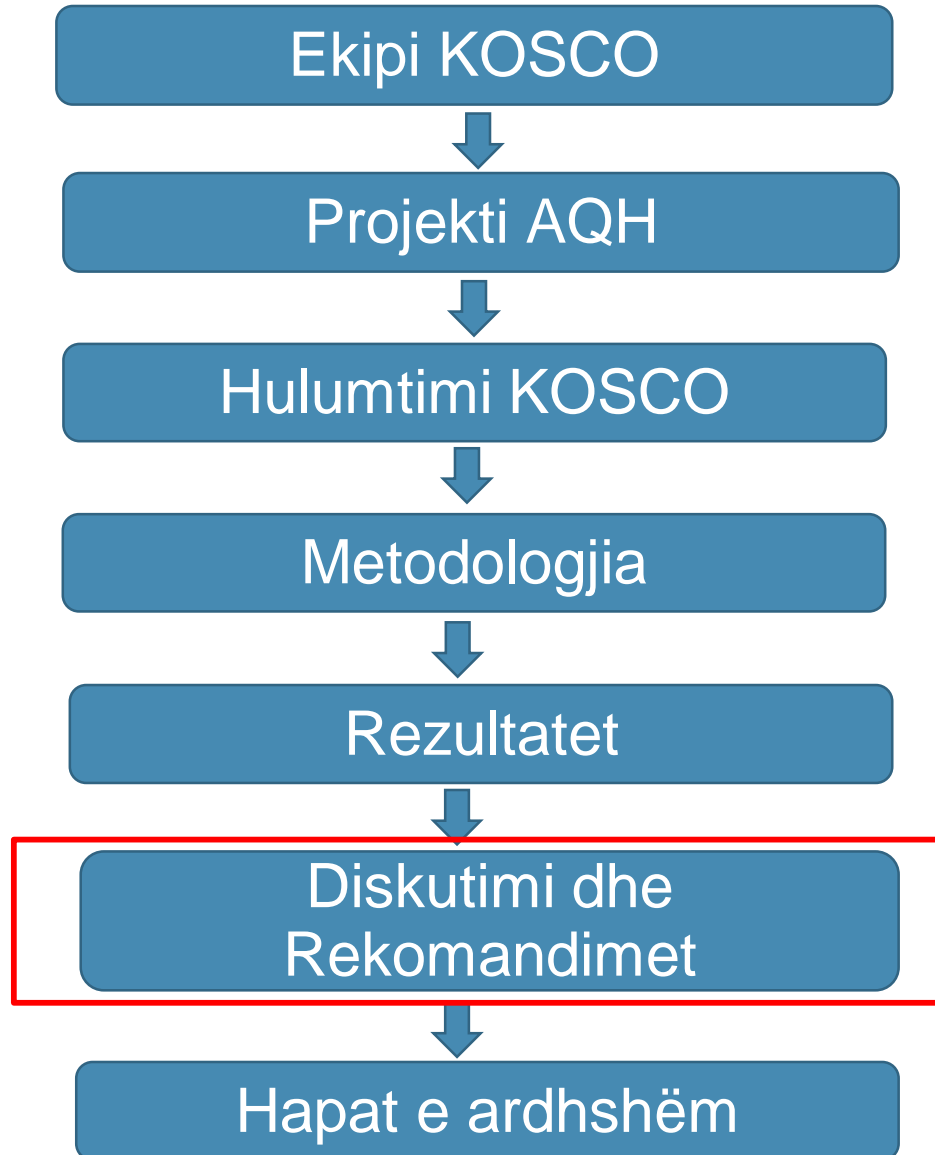 Ekipi KOSCO
Projekti AQH
Hulumtimi KOSCO
Metodologjia
Rezultatet
Diskutimi dhe
Rekomandimet
Hapat e ardhshëm